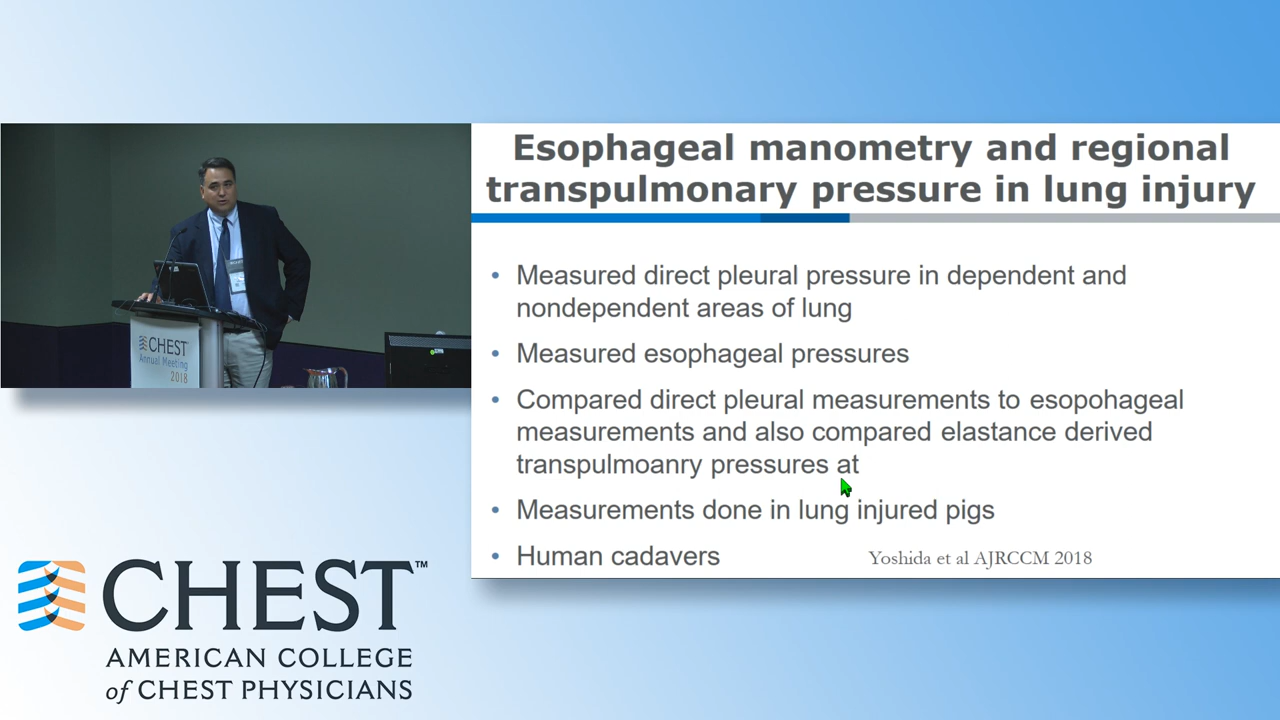 Esophageal manometry and regional
transpulmonary pressure in lung injury
• Measured direct pleural pressure in dependent and
nondependent areas of lung
• Measured esophageal pressures
• Compared direct pleural measurements to esopohageal
measurements and also compared elastance derived
transpulmoanry pressures at
• Measurements done in lung injured pigs
• Human cadavers
Yoshida et al AJRCCM 2018
CHEST
Annual Meeting
2018
CHEST™
AMERICAN COLLEGE
of CHEST PHYSICIANS